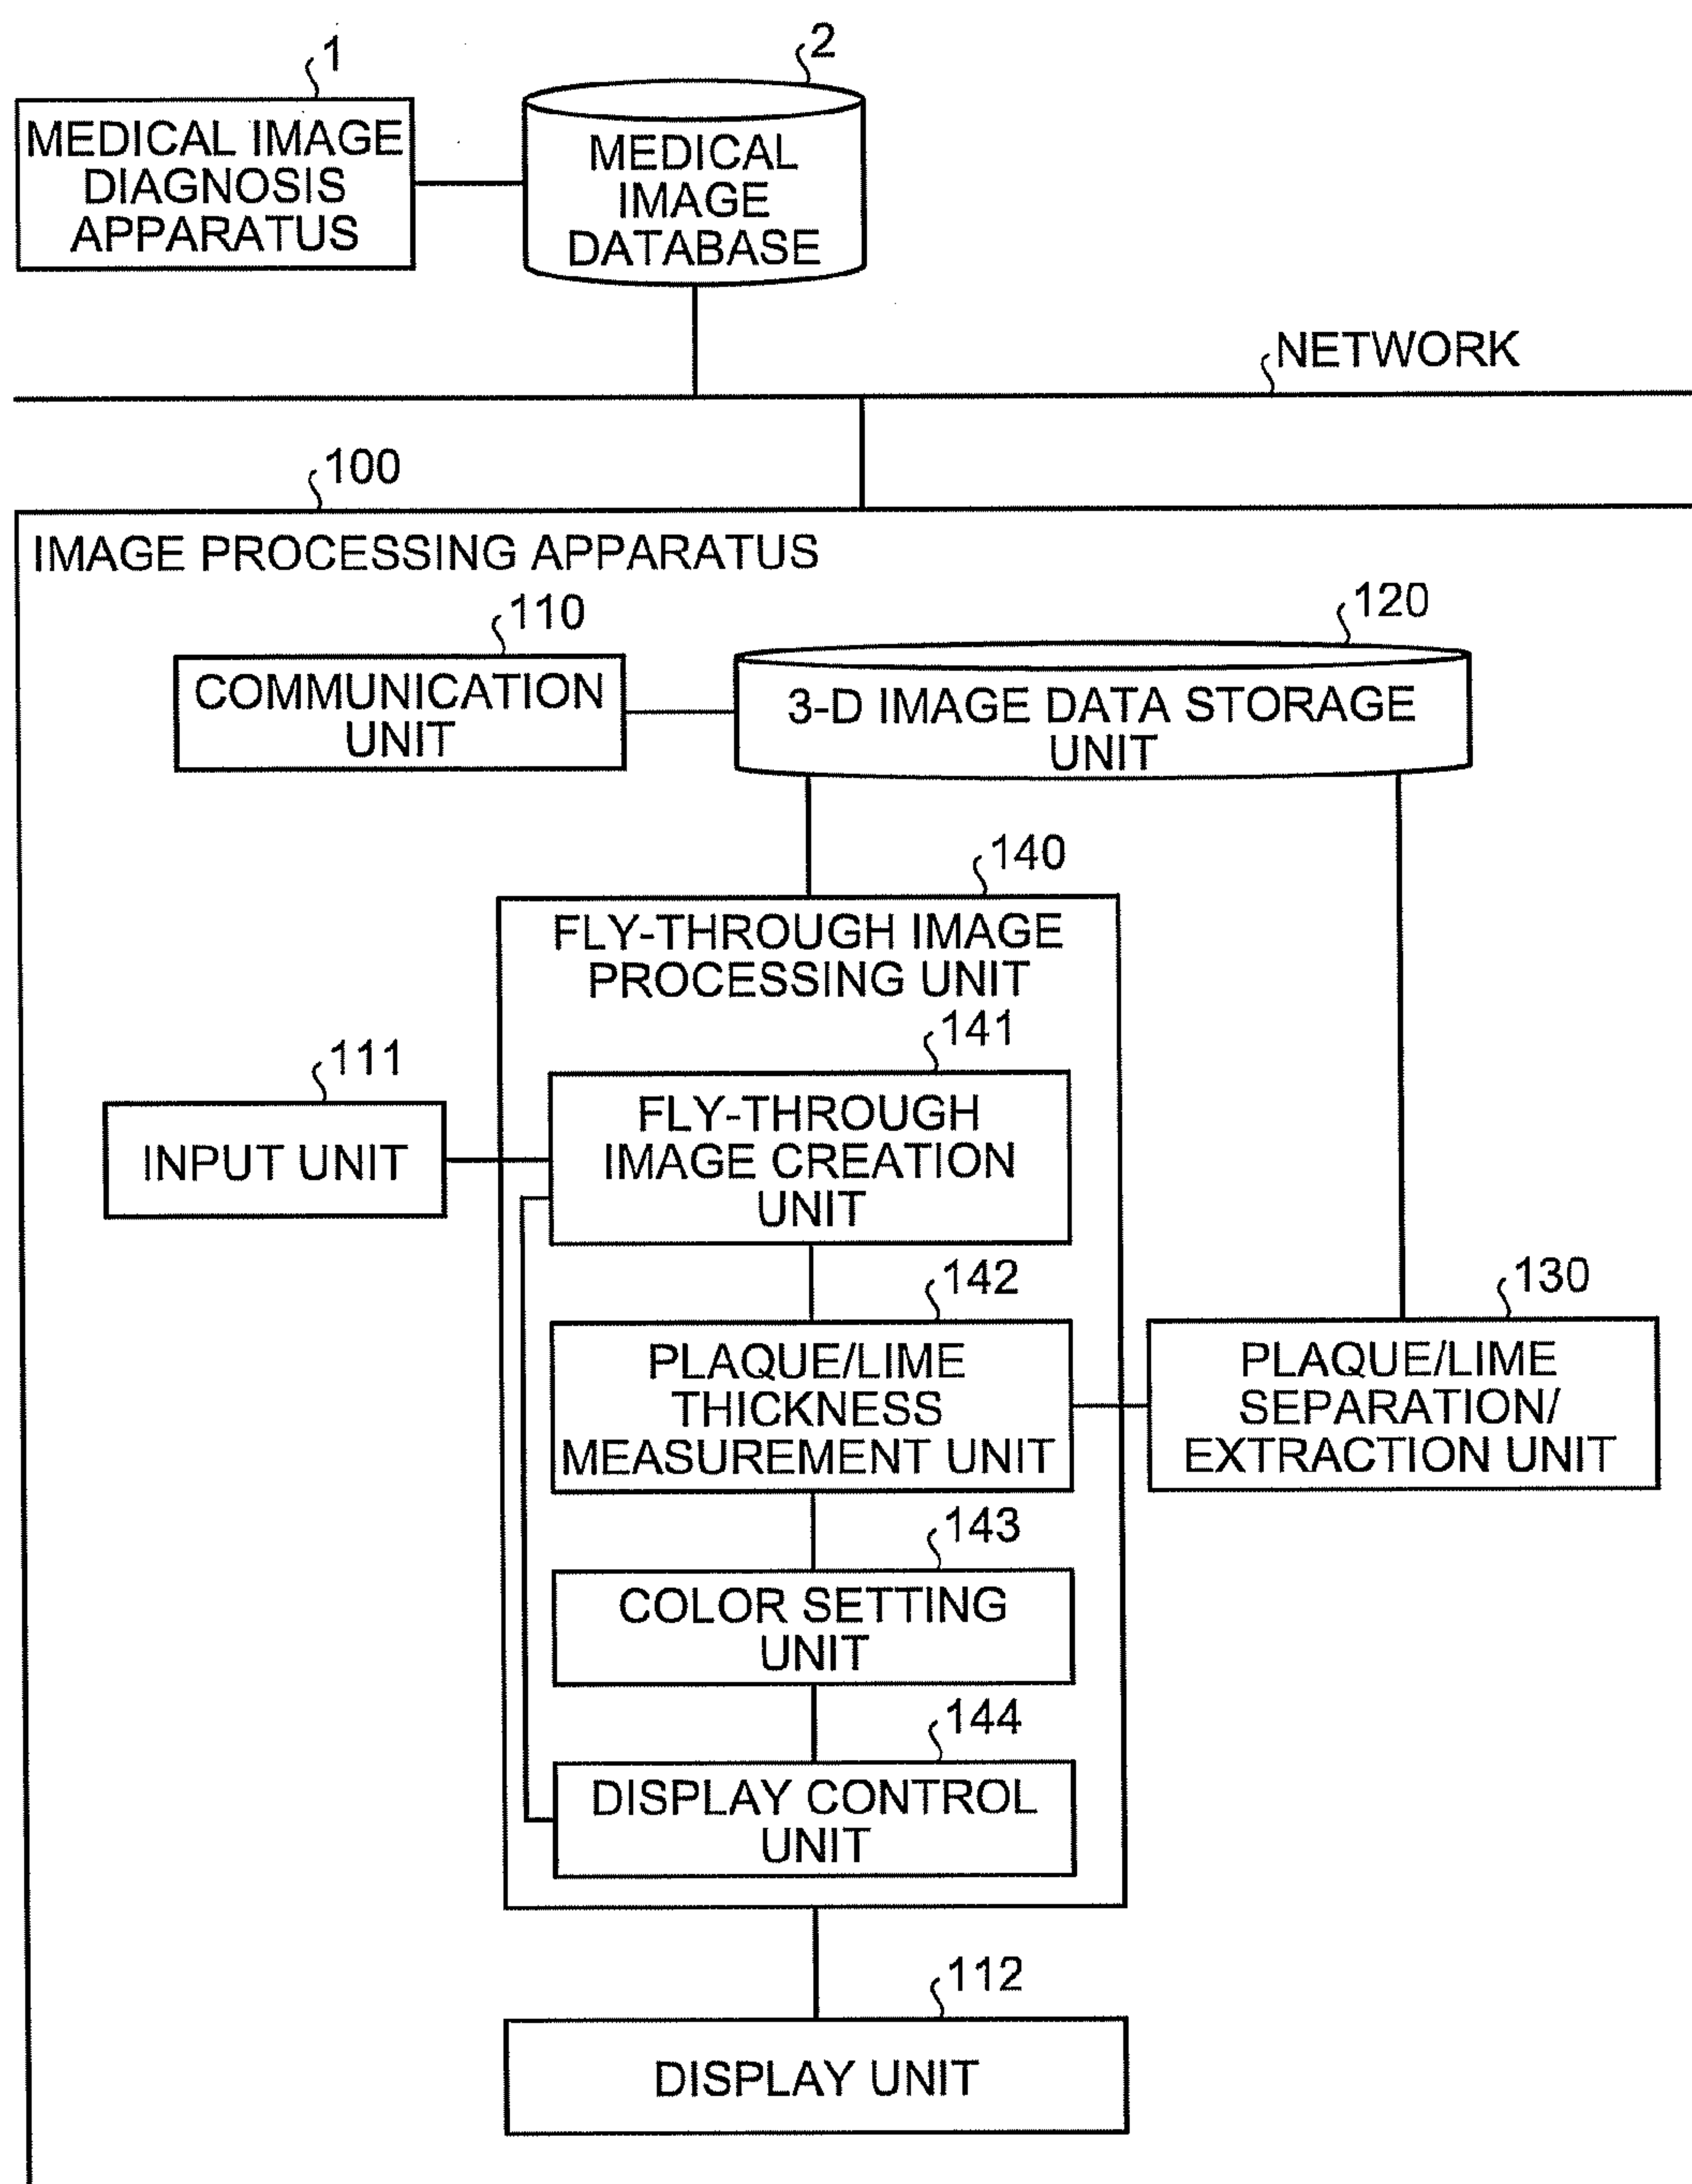 1
2
MEDICAL IMAGE
DIAGNOSIS
APPARATUS
MEDICAL
IMAGE
DATABASE
NETWORK
100
IMAGE PROCESSING APPARATUS
110
120
COMMUNICATION
UNIT
3-D IMAGE DATA STORAGE
UNIT
140
FLY-THROUGH IMAGE
PROCESSING UNIT
141
111
FLY-THROUGH
IMAGE CREATION
UNIT
INPUT UNIT
142
130
PLAQUE/LIME
THICKNESS
MEASUREMENT UNIT
PLAQUE/LIME
SEPARATION/
EXTRACTION UNIT
143
COLOR SETTING
UNIT
144
DISPLAY CONTROL
UNIT
112
DISPLAY UNIT